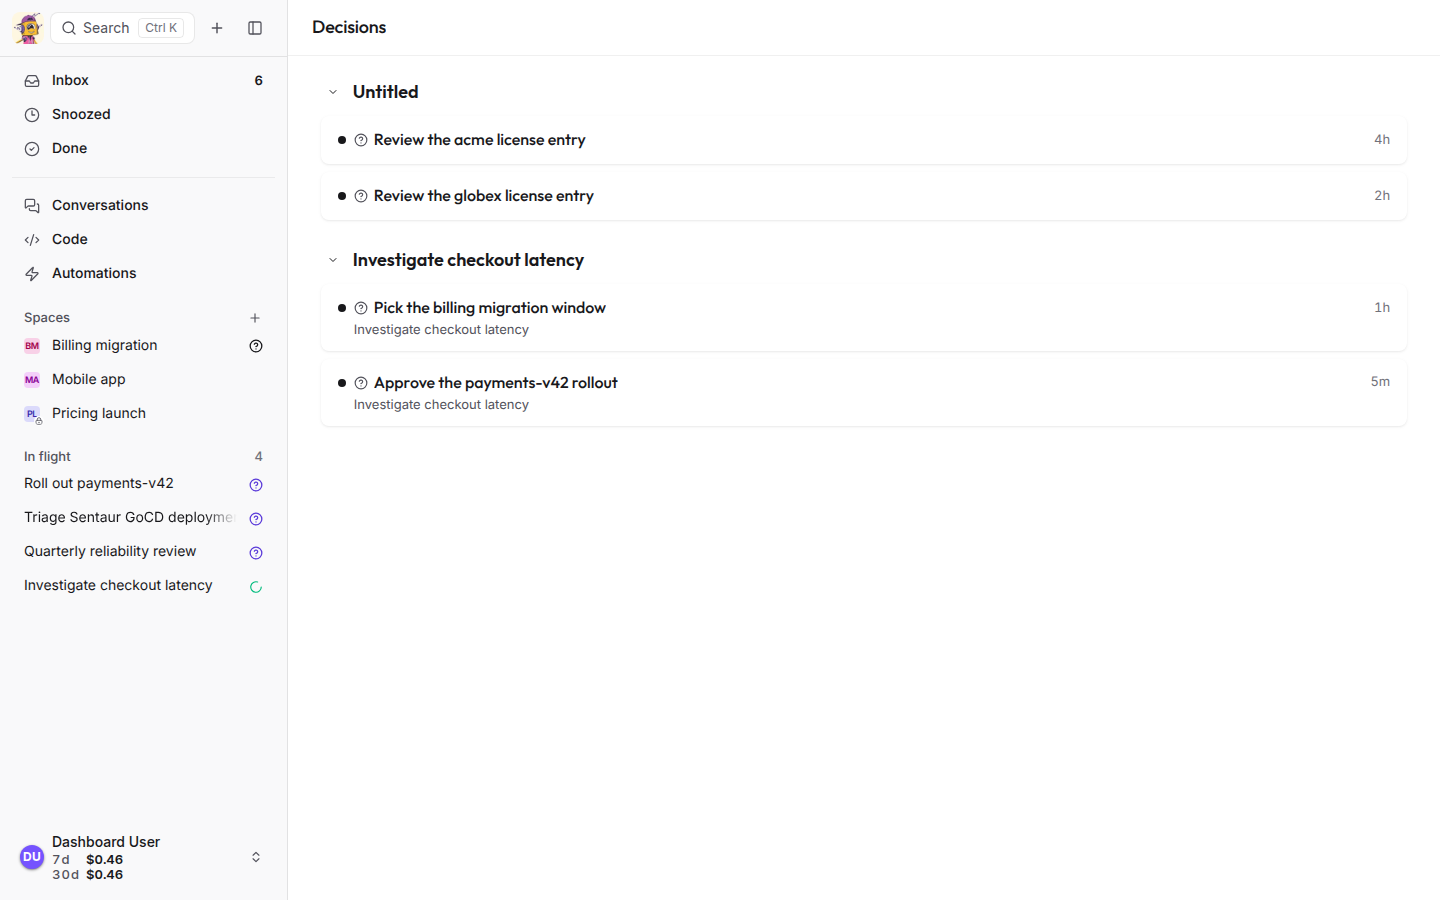 Search Ctrl K
Inbox 6
Snoozed
Done
Conversations
Code
Automations
Spaces
BM Billing migration
MA Mobile app
PL Pricing launch
In flight 4
Roll out payments-v42
Triage Sentaur GoCD deployme
Quarterly reliability review
Investigate checkout latency
DU Dashboard User
7d $0.46
30d $0.46
Decisions
Untitled
Review the acme license entry 4h
Review the globex license entry 2h
Investigate checkout latency
Pick the billing migration window 1h
Investigate checkout latency
Approve the payments-v42 rollout 5m
Investigate checkout latency